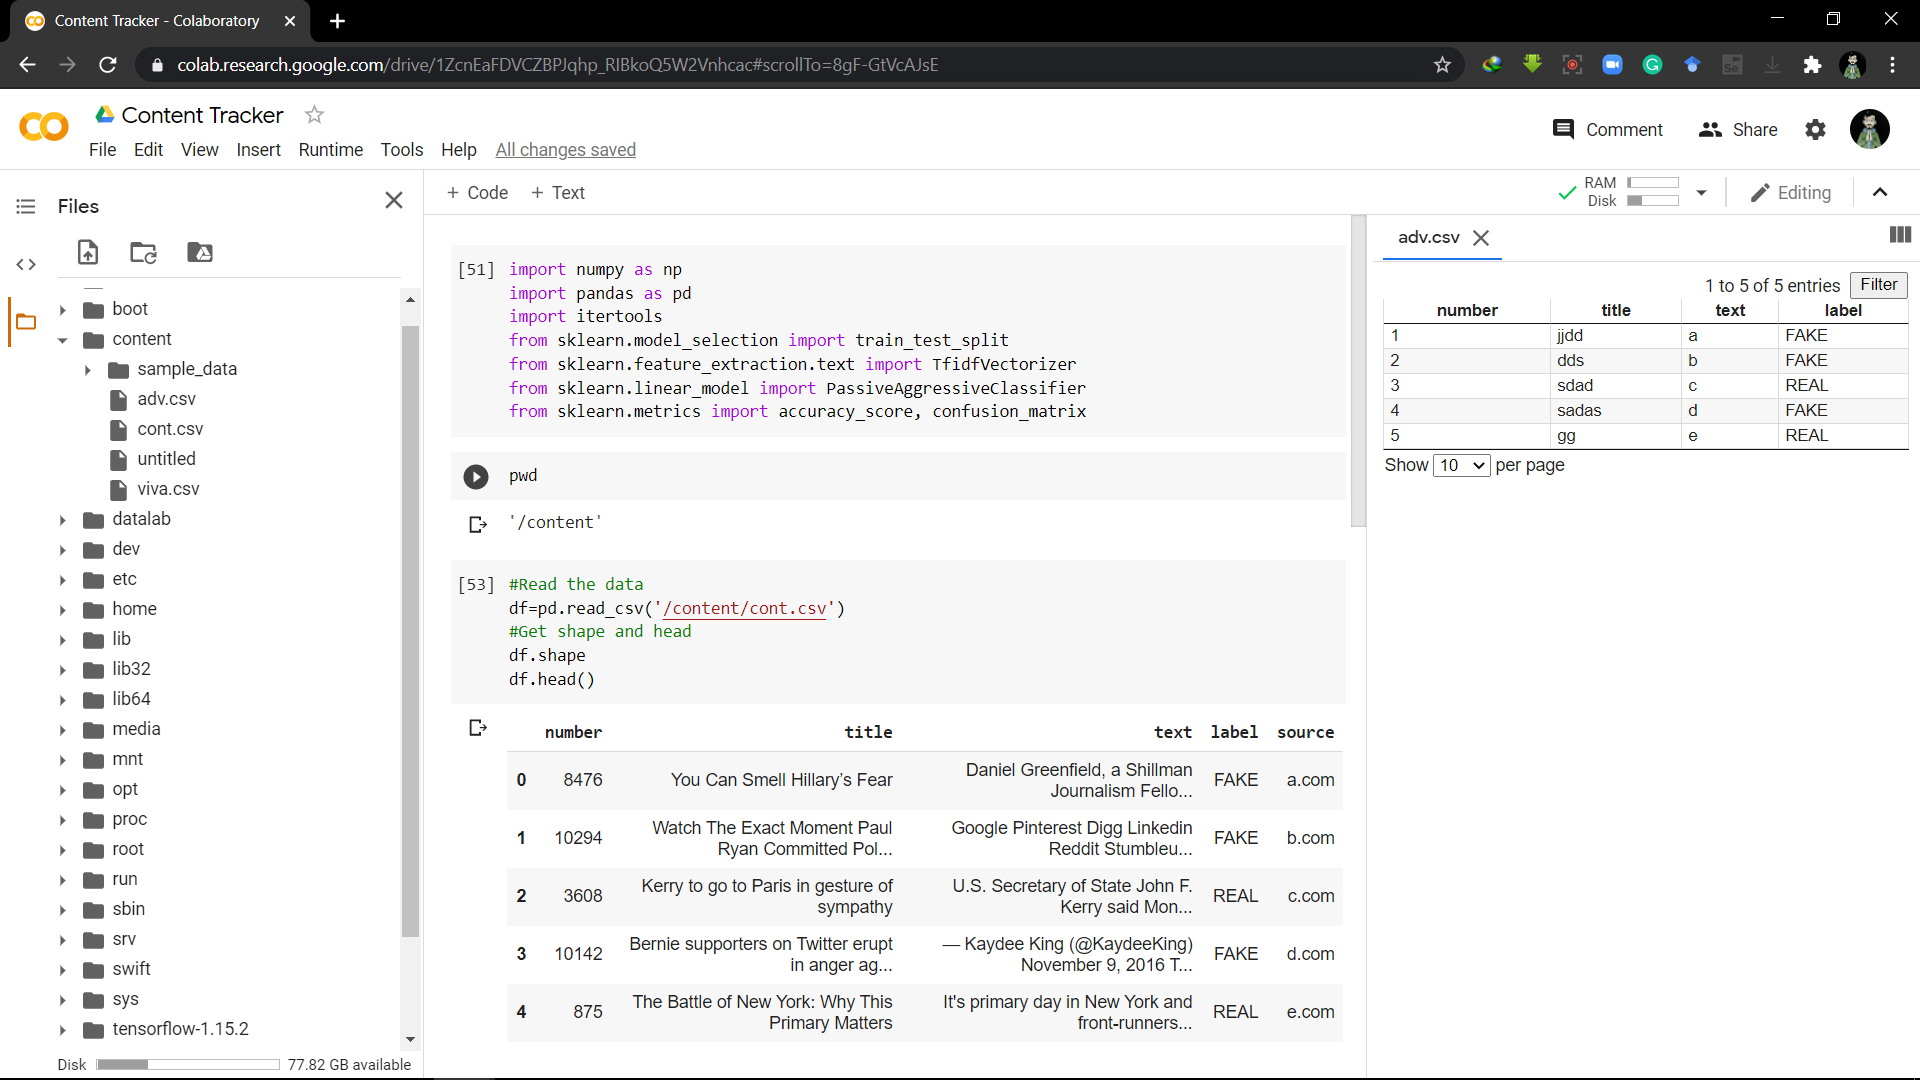 Content Tracker - Colaboratory
colab.research.google.com/drive/1ZcnEaFDVCZBPJqhp_RlBkoQ5W2Vnhcac#scrollTo=8gF-GtVcAJsE
Content Tracker
Comment
Share
File Edit View Insert Runtime Tools Help All changes saved
Files
+ Code + Text
RAM
Disk
Editing
boot
content
sample_data
adv.csv
cont.csv
untitled
viva.csv
datalab
dev
etc
home
lib
lib32
lib64
media
mnt
opt
proc
root
run
sbin
srv
swift
sys
tensorflow-1.15.2
Disk 77.82 GB available
[51] import numpy as np
import pandas as pd
import itertools
from sklearn.model_selection import train_test_split
from sklearn.feature_extraction.text import TfidfVectorizer
from sklearn.linear_model import PassiveAggressiveClassifier
from sklearn.metrics import accuracy_score, confusion_matrix
pwd
'/content'
[53] #Read the data
df=pd.read_csv('/content/cont.csv')
#Get shape and head
df.shape
df.head()
number title text label source
0 8476 You Can Smell Hillary's Fear Daniel Greenfield, a Shillman Journalism Fello... FAKE a.com
1 10294 Watch The Exact Moment Paul Ryan Committed Pol... Google Pinterest Digg Linkedin Reddit Stumbleu... FAKE b.com
2 3608 Kerry to go to Paris in gesture of sympathy U.S. Secretary of State John F. Kerry said Mon... REAL c.com
3 10142 Bernie supporters on Twitter erupt in anger ag... — Kaydee King (@KaydeeKing) November 9, 2016 T... FAKE d.com
4 875 The Battle of New York: Why This Primary Matters It's primary day in New York and front-runners... REAL e.com
adv.csv
1 to 5 of 5 entries Filter
number title text label
1 jjdd a FAKE
2 dds b FAKE
3 sdad c REAL
4 sadas d FAKE
5 gg e REAL
Show 10 per page